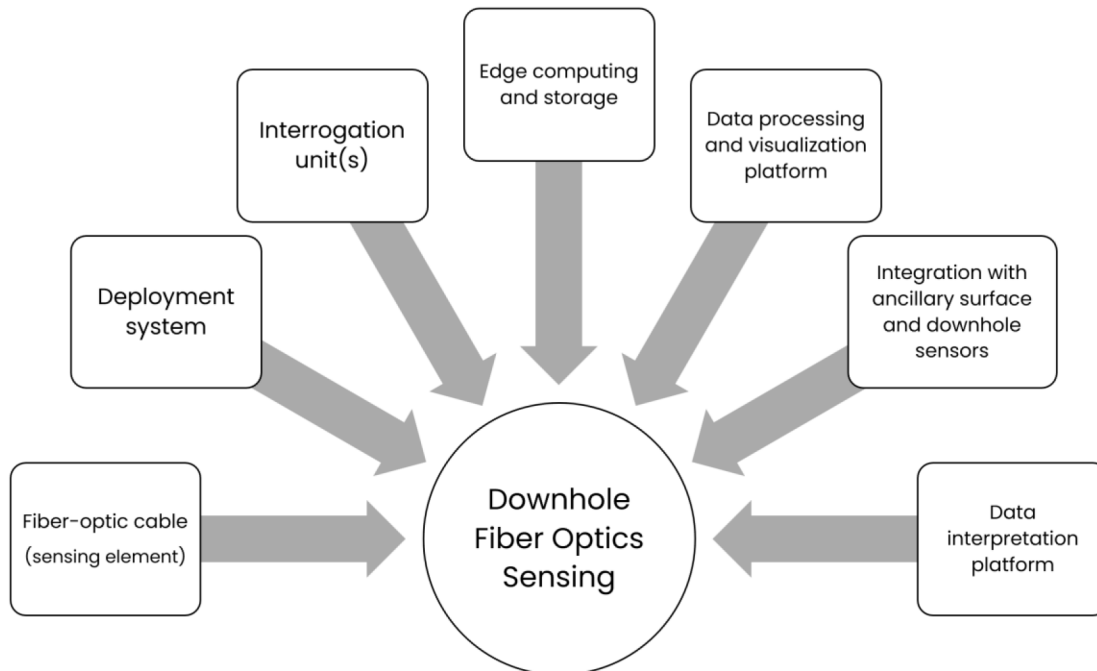 Edge computing
and storage
Interrogation
unit(s)
Data processing
and visualization
platform
Deployment
system
Integration with
ancillary surface
and downhole
sensors
Fiber-optic cable
(sensing element)
Downhole
Fiber Optics
Sensing
Data
interpretation
platform